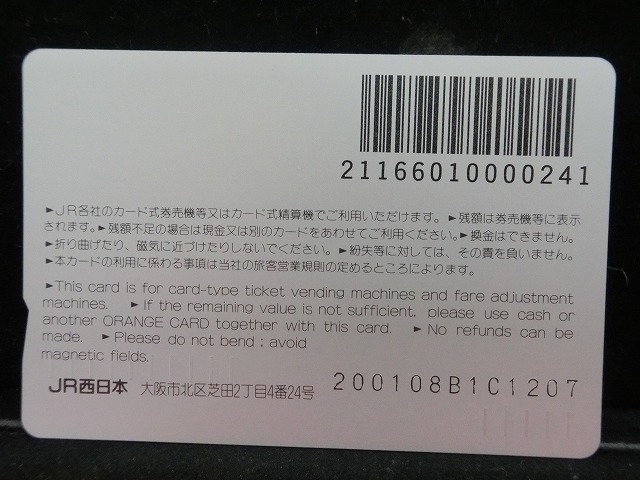 21166010000241
►JR各社のカード式券売機等又はカード式精算機でご利用いただけます。►残額は券売機等に表示
されます。►残額不足の場合は現金又は別のカードをあわせてご利用ください。►換金はできません。
►折り曲げたり、磁気に近づけたりしないでください。►紛失等に対しては、その責を負いません。
►本カードの利用に係わる事項は当社の旅客営業規則の定めるところによります。
►This card is for card-type ticket vending machines and fare adjustment
machines. ►If the remaining value is not sufficient, please use cash or
another ORANGE CARD together with this card. ►No refunds can be
made. ►Please do not bend; avoid
magnetic fields.
JR西日本 大阪市北区芝田2丁目4番24号 200108B1C1207